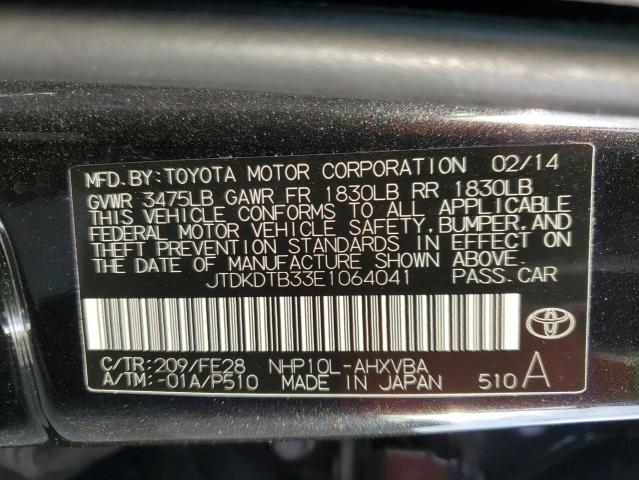 MFD. BY: TOYOTA MOTOR CORPORATION 02/14
GVWR 3475LB GAWR FR 1830LB RR 1830LB
THIS VEHICLE CONFORMS TO ALL APPLICABLE
FEDERAL MOTOR VEHICLE SAFETY, BUMPER, AND
THEFT PREVENTION STANDARDS IN EFFECT ON
THE DATE OF MANUFACTURE SHOWN ABOVE.
JTDKDTB33E1064041 PASS. CAR
C/TR: 209/FE28 NHP10L-AHXVBA
A/TM: -01A/P510 MADE IN JAPAN 510 A